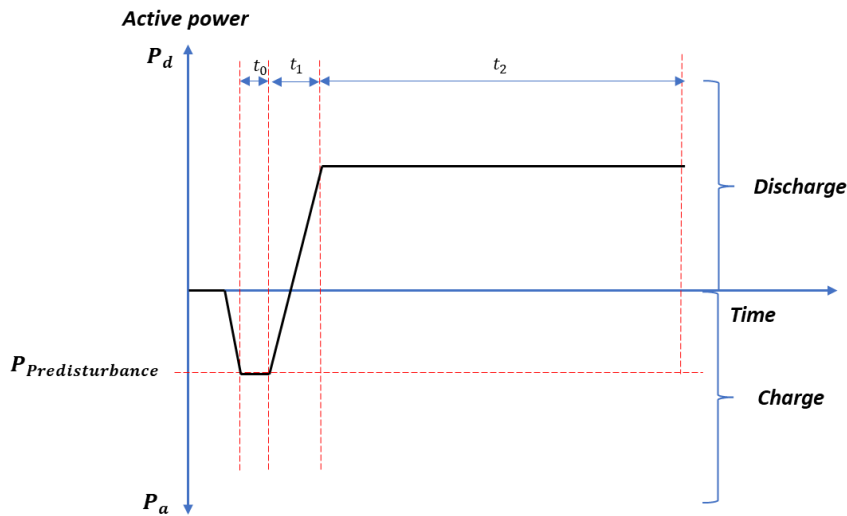 Active power
P_d
t_0
t_1
t_2
Discharge
Time
P_Predisturbance
Charge
P_a